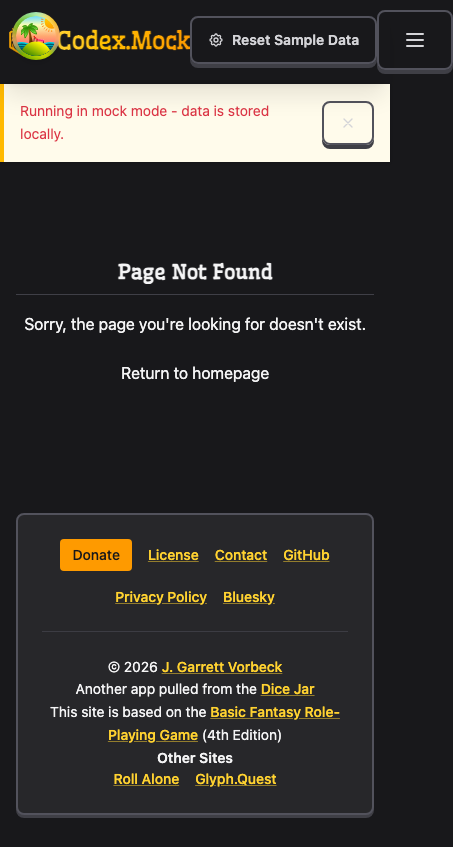 Codex.Mock
Reset Sample Data
Running in mock mode - data is stored
locally.
Page Not Found
Sorry, the page you're looking for doesn't exist.
Return to homepage
Donate License Contact GitHub
Privacy Policy Bluesky
© 2026 J. Garrett Vorbeck
Another app pulled from the Dice Jar
This site is based on the Basic Fantasy Role-
Playing Game (4th Edition)
Other Sites
Roll Alone Glyph.Quest